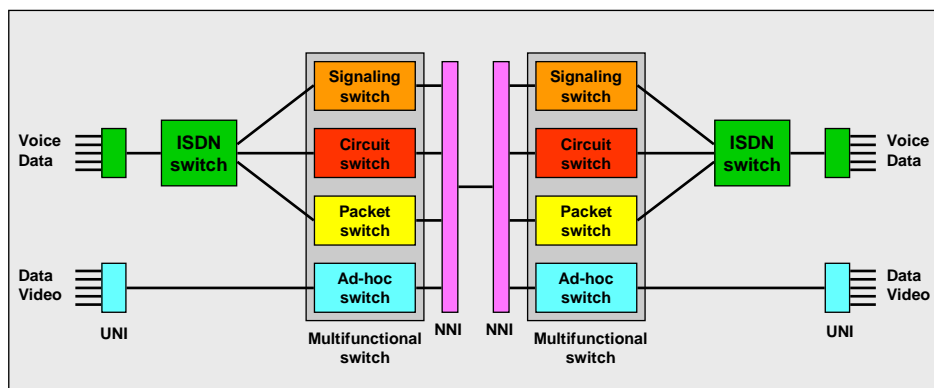 Signaling
switch
Signaling
switch
Voice
Data
ISDN
switch
Circuit
switch
Circuit
switch
ISDN
switch
Voice
Data
Packet
switch
Packet
switch
Data
Video
Ad-hoc
switch
Ad-hoc
switch
Data
Video
UNI
Multifunctional
switch
NNI
NNI
Multifunctional
switch
UNI